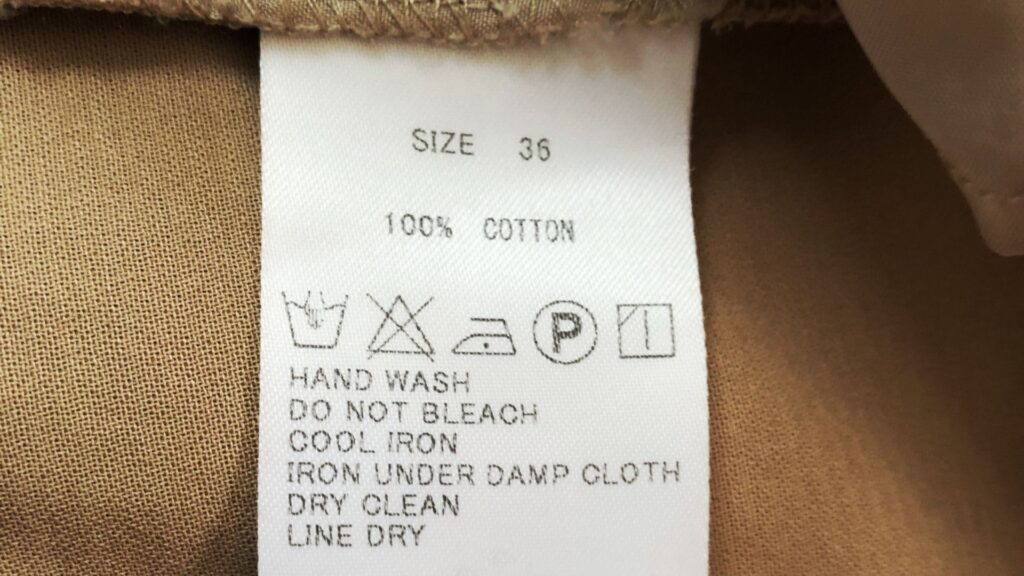 SIZE 36
100% COTTON
P
HAND WASH
DO NOT BLEACH
COOL IRON
IRON UNDER DAMP CLOTH
DRY CLEAN
LINE DRY